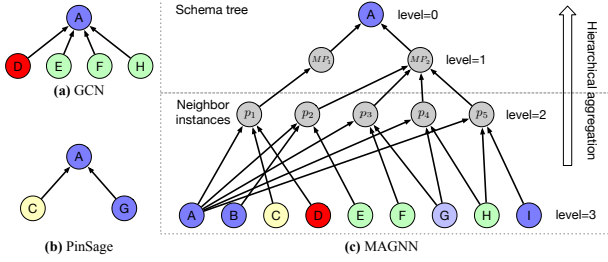 A
D
E
F
H
(a) GCN
A
C
G
(b) PinSage
Schema tree
A
level=0
MP1
MP2
level=1
Neighbor
instances
p1
p2
p3
p4
p5
level=2
A
B
C
D
E
F
G
H
I
level=3
(c) MAGNN
Hierarchical aggregation